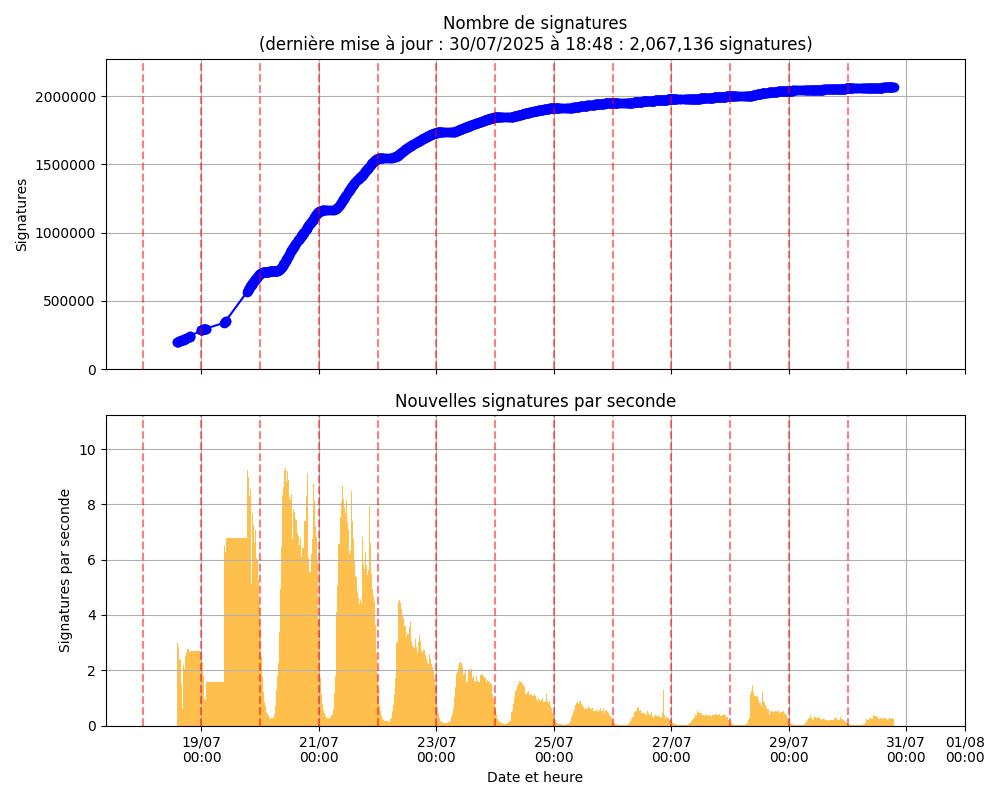 Nombre de signatures
(dernière mise à jour : 30/07/2025 à 18:48 : 2,067,136 signatures)
2000000
1500000
1000000
500000
0
Signatures
Nouvelles signatures par seconde
10
8
6
4
2
0
Signatures par seconde
19/07 21/07 23/07 25/07 27/07 29/07 31/07 01/08
00:00 00:00 00:00 00:00 00:00 00:00 00:00 00:00
Date et heure